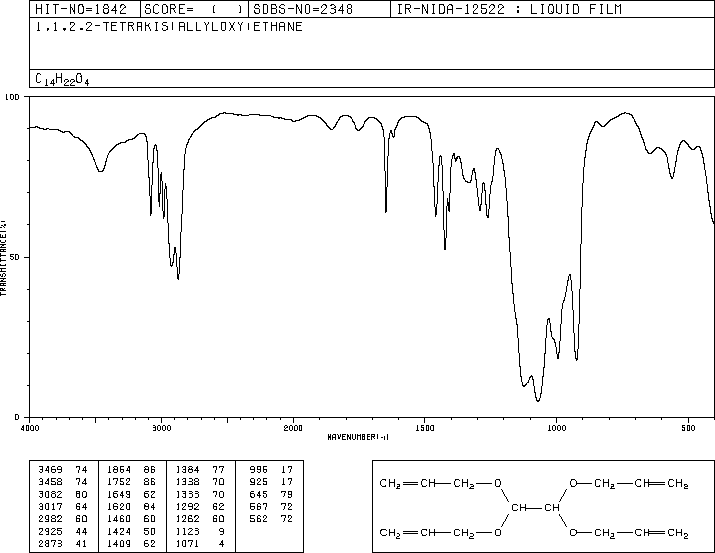 HIT-NO=1842 SCORE= ( ) SDBS-NO=2348 IR-NIDA-12522 : LIQUID FILM
1,1,2,2-TETRAKIS(ALLYLOXY)ETHANE
C14H22O4
100
50
0
TRANSMITTANCE(%)
4000 3000 2000 1500 1000 500
WAVENUMBER(-1)
3469 74 1864 86 1384 77 996 17
3458 74 1752 86 1338 70 925 17
3082 60 1649 62 1333 70 645 79
3017 64 1620 84 1292 62 567 72
2982 60 1460 60 1262 60 562 72
2925 44 1424 50 1123 9
2873 41 1409 62 1071 4
CH2=CH—CH2—O O—CH2—CH=CH2
CH—CH
CH2=CH—CH2—O O—CH2—CH=CH2